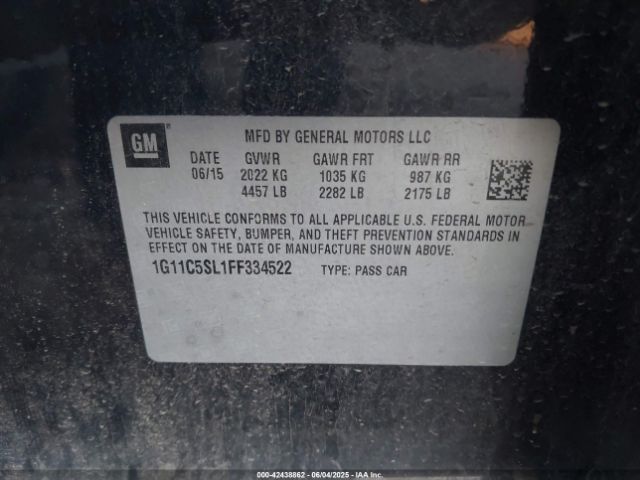 GM ®
MFD BY GENERAL MOTORS LLC
DATE GVWR GAWR FRT GAWR RR
06/15 2022 KG 1035 KG 987 KG
4457 LB 2282 LB 2175 LB
THIS VEHICLE CONFORMS TO ALL APPLICABLE U.S. FEDERAL MOTOR
VEHICLE SAFETY, BUMPER, AND THEFT PREVENTION STANDARDS IN
EFFECT ON THE DATE OF MANUFACTURE SHOWN ABOVE.
1G11C5SL1FF334522 TYPE: PASS CAR
000-42438862 | 06/04/2025 | IAA Inc.